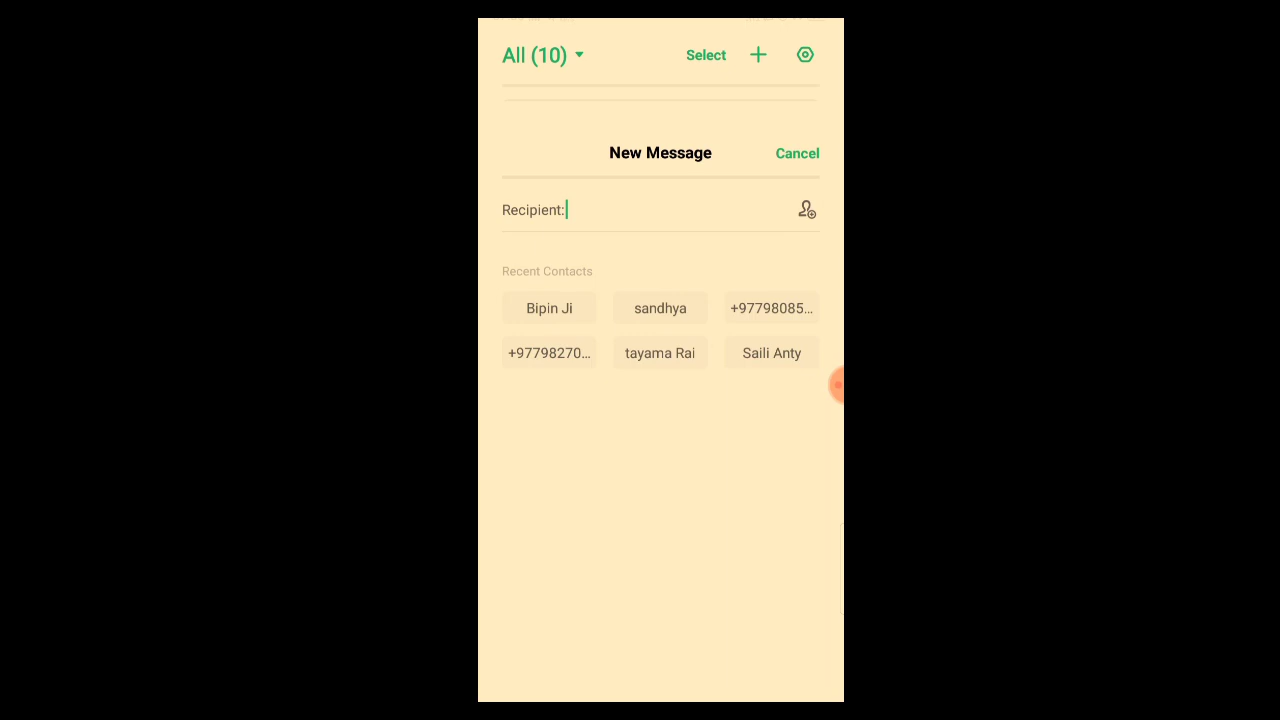 All (10) Select
New Message Cancel
Recipient:
Recent Contacts
Bipin Ji sandhya +97798085...
+97798270... tayama Rai Saili Anty